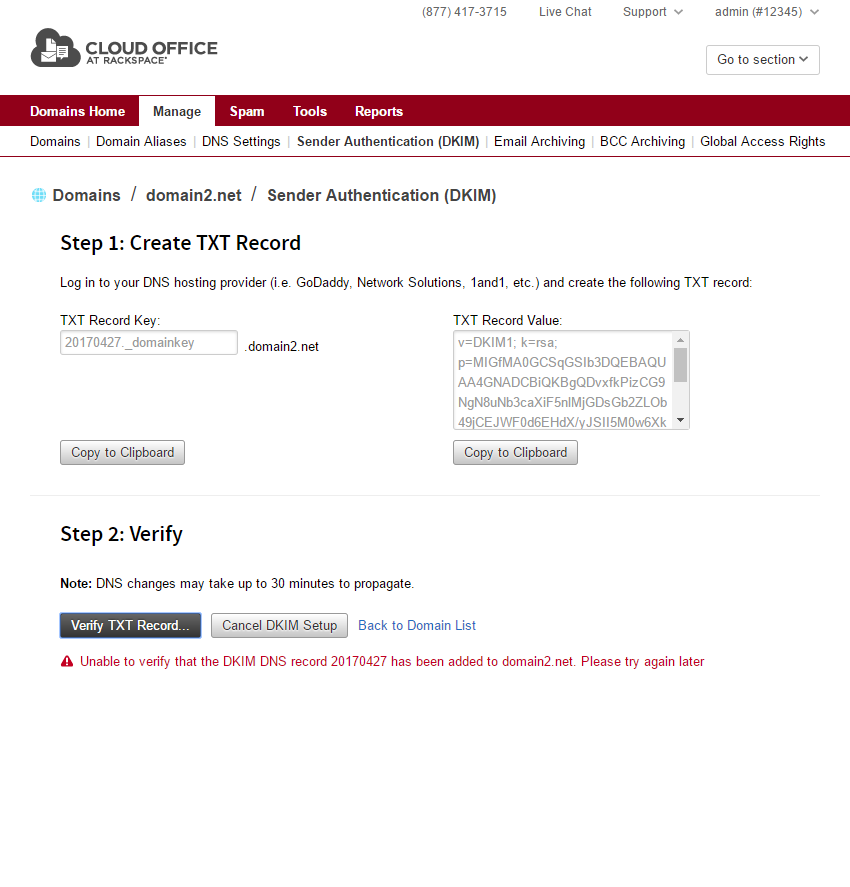 (877) 417-3715 Live Chat Support admin (#12345)
CLOUD OFFICE
AT RACKSPACE®
Go to section
Domains Home Manage Spam Tools Reports
Domains | Domain Aliases | DNS Settings | Sender Authentication (DKIM) | Email Archiving | BCC Archiving | Global Access Rights
Domains / domain2.net / Sender Authentication (DKIM)
Step 1: Create TXT Record
Log in to your DNS hosting provider (i.e. GoDaddy, Network Solutions, 1and1, etc.) and create the following TXT record:
TXT Record Key:
20170427._domainkey .domain2.net
Copy to Clipboard
TXT Record Value:
v=DKIM1; k=rsa;
p=MIGfMA0GCSqGSIb3DQEBAQU
AA4GNADCBiQKBgQDvxfkPizCG9
NgN8uNb3caXiF5nlMjGDsGb2ZLOb
49jCEJWF0d6EHdX/yJSII5M0w6Xk
Copy to Clipboard
Step 2: Verify
Note: DNS changes may take up to 30 minutes to propagate.
Verify TXT Record... Cancel DKIM Setup Back to Domain List
Unable to verify that the DKIM DNS record 20170427 has been added to domain2.net. Please try again later